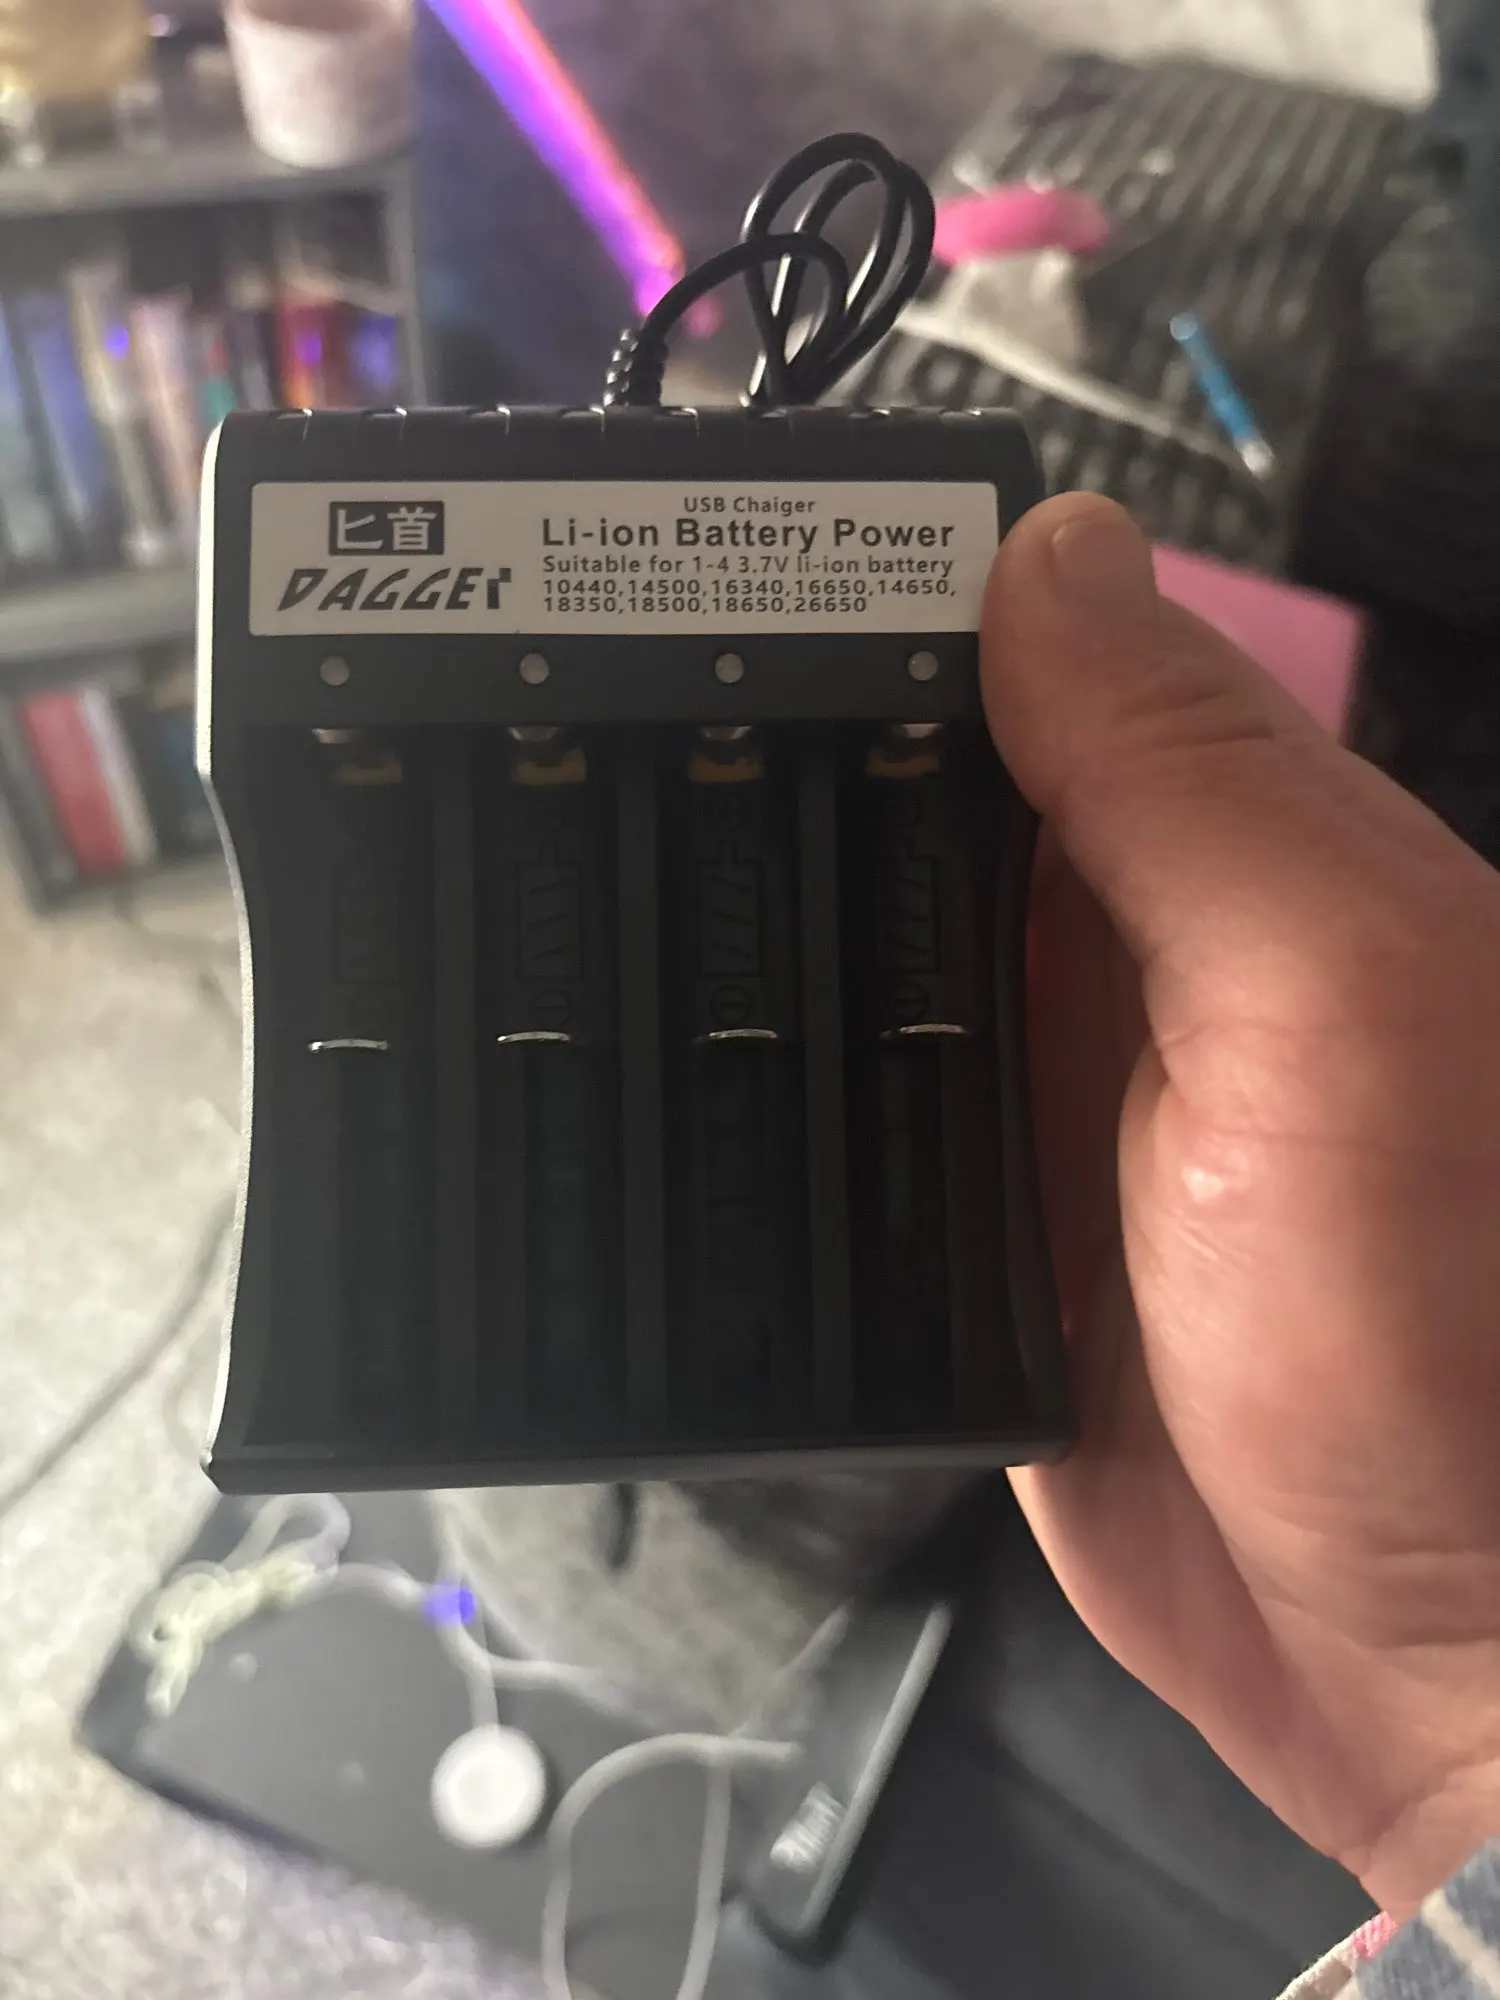 匕首
DAGGER
USB Chaiger
Li-ion Battery Power
Suitable for 1-4 3.7V li-ion battery
10440,14500,16340,16650,14650,
18350,18500,18650,26650